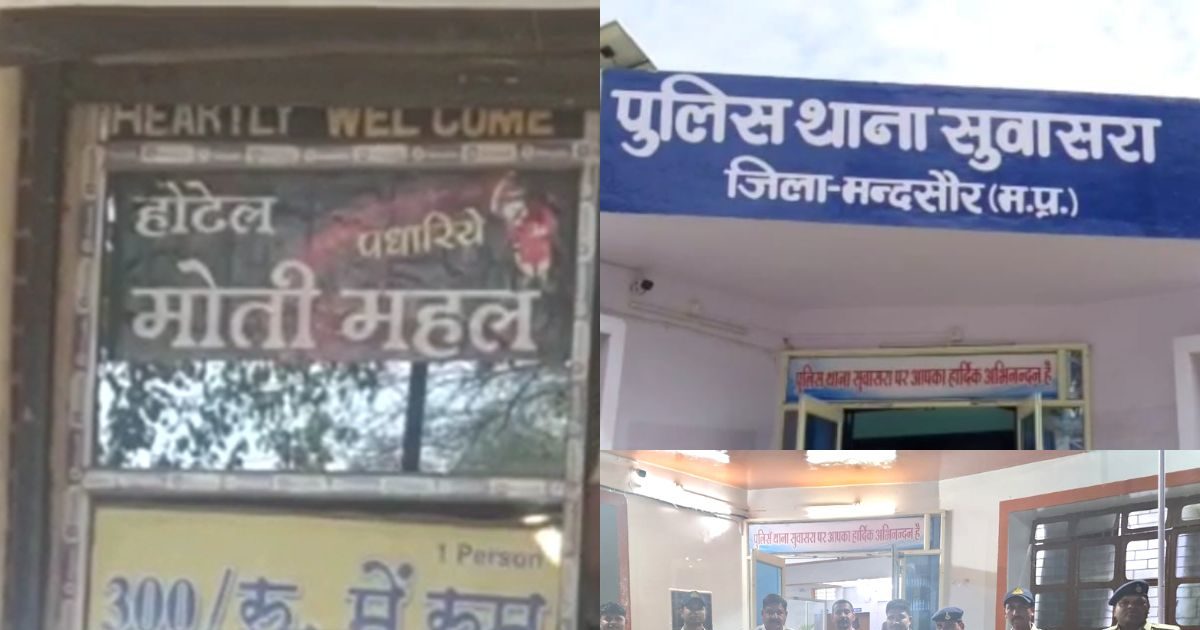 HEARTLY WEL COME
होटेल
पधारिये
मोती महल
1 Person
300/रु. में रूम
पुलिस थाना सुवासरा
जिला-मन्दसौर (म.प्र.)
पुलिस थाना सुवासरा पर आपका हार्दिक अभिनन्दन है
पुलिस थाना सुवासरा पर आपका हार्दिक अभिनन्दन है